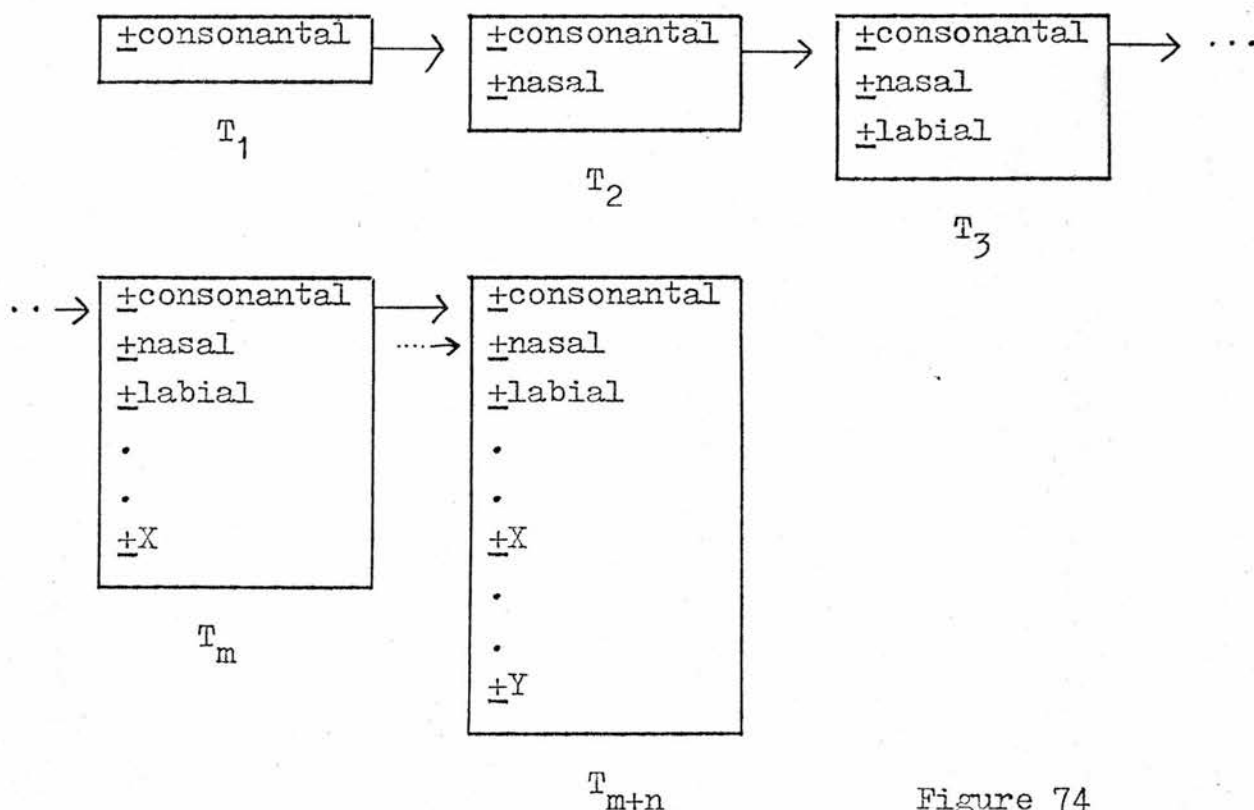 ±consonantal → ±consonantal → ±consonantal → ...
±nasal ±nasal
±labial
T₁
T₂
T₃
.. → ±consonantal → ±consonantal
±nasal ....→ ±nasal
±labial ±labial
. .
. .
±X ±X
.
.
±Y
Tₘ
Tₘ₊ₙ
Figure 74